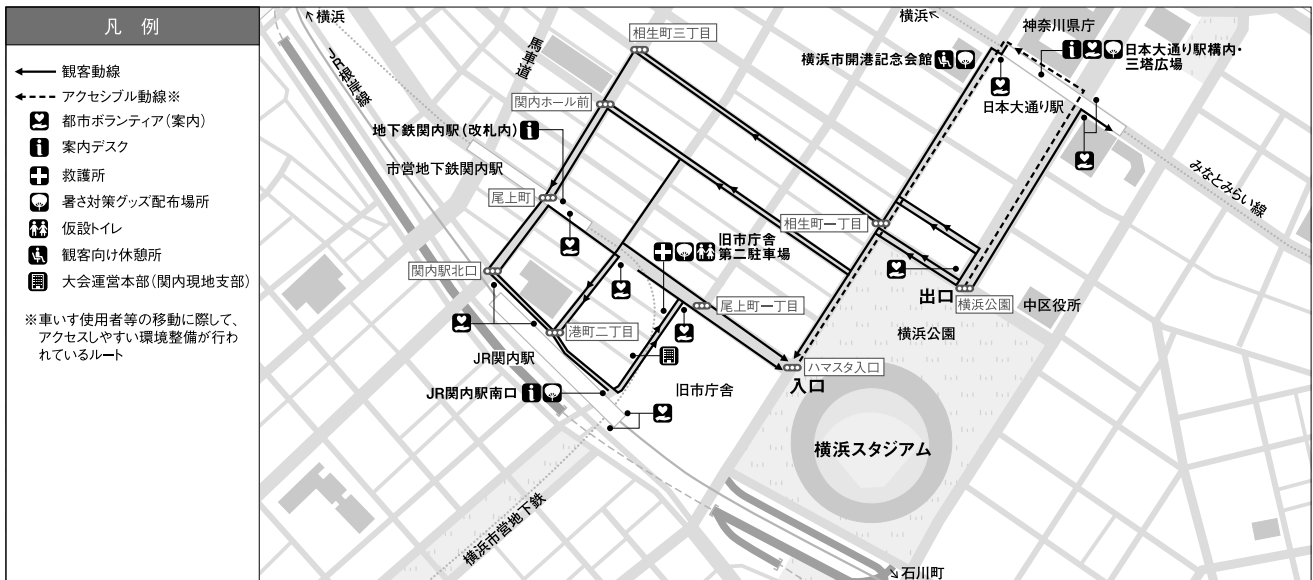 凡 例
観客動線
アクセシブル動線※
都市ボランティア(案内)
案内デスク
救護所
暑さ対策グッズ配布場所
仮設トイレ
観客向け休憩所
大会運営本部(関内現地支部)
※車いす使用者等の移動に際して、
アクセスしやすい環境整備が行わ
れているルート
横浜
JR根岸線
馬車道
相生町三丁目
関内ホール前
地下鉄関内駅(改札内)
市営地下鉄関内駅
尾上町
関内駅北口
港町二丁目
JR関内駅
JR関内駅南口
旧市庁舎
第二駐車場
尾上町一丁目
旧市庁舎
横浜市営地下鉄
横浜
神奈川県庁
横浜市開港記念会館
日本大通り駅構内・
三塔広場
日本大通り駅
みなとみらい線
相生町一丁目
出口
横浜公園
中区役所
横浜公園
ハマスタ入口
入口
横浜スタジアム
石川町